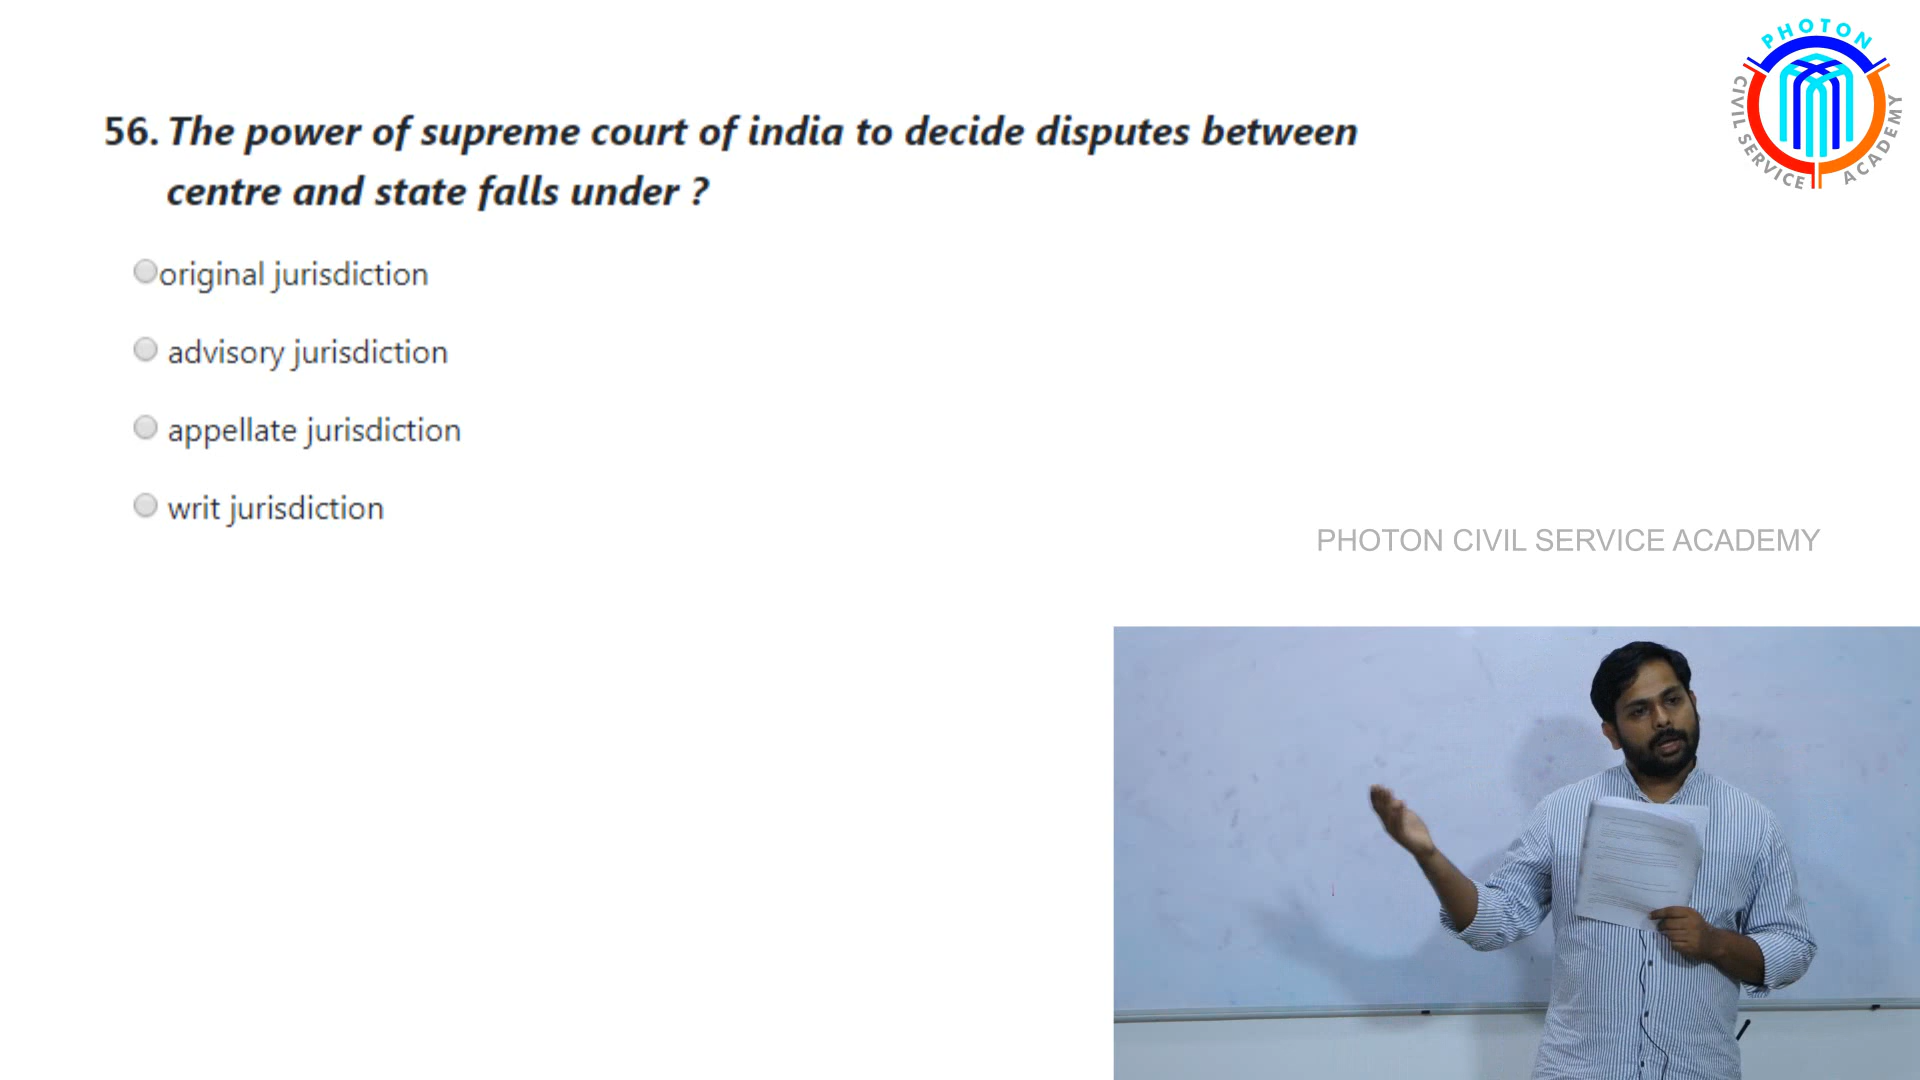 PHOTON
CIVIL SERVICE ACADEMY
56. The power of supreme court of india to decide disputes between
centre and state falls under ?
original jurisdiction
advisory jurisdiction
appellate jurisdiction
writ jurisdiction
PHOTON CIVIL SERVICE ACADEMY